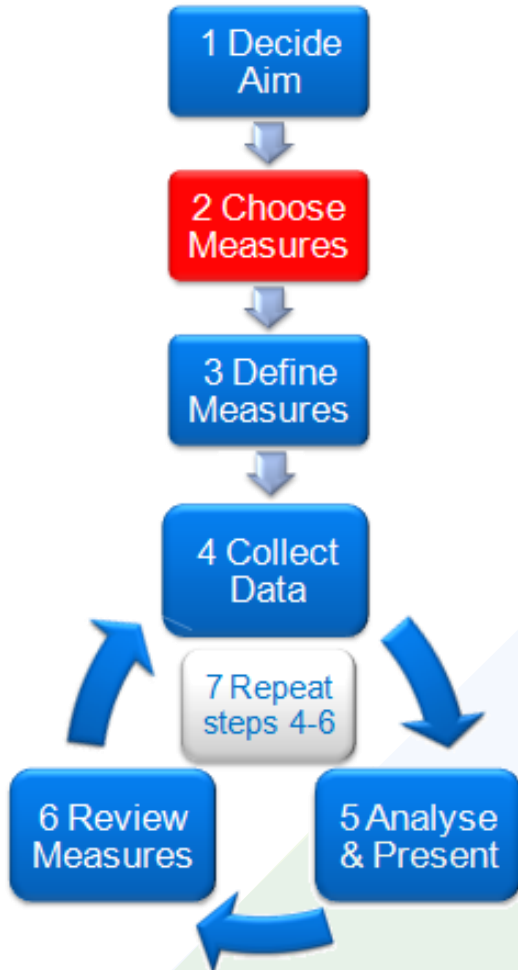 1 Decide
Aim
2 Choose
Measures
3 Define
Measures
4 Collect
Data
7 Repeat
steps 4-6
6 Review
Measures
5 Analyse
& Present